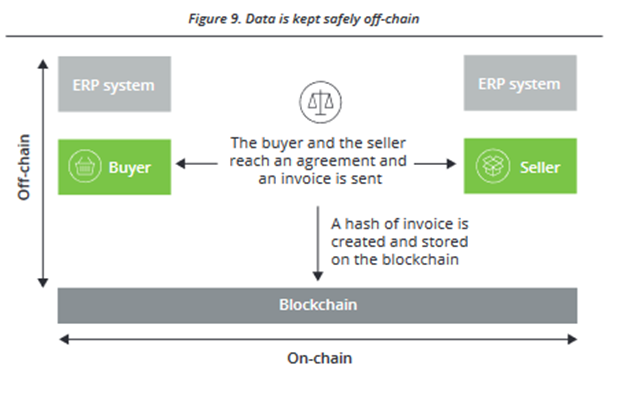 Figure 9. Data is kept safely off-chain
ERP system
ERP system
The buyer and the seller
reach an agreement and
an invoice is sent
Buyer
Seller
Off-chain
A hash of invoice is
created and stored
on the blockchain
Blockchain
On-chain